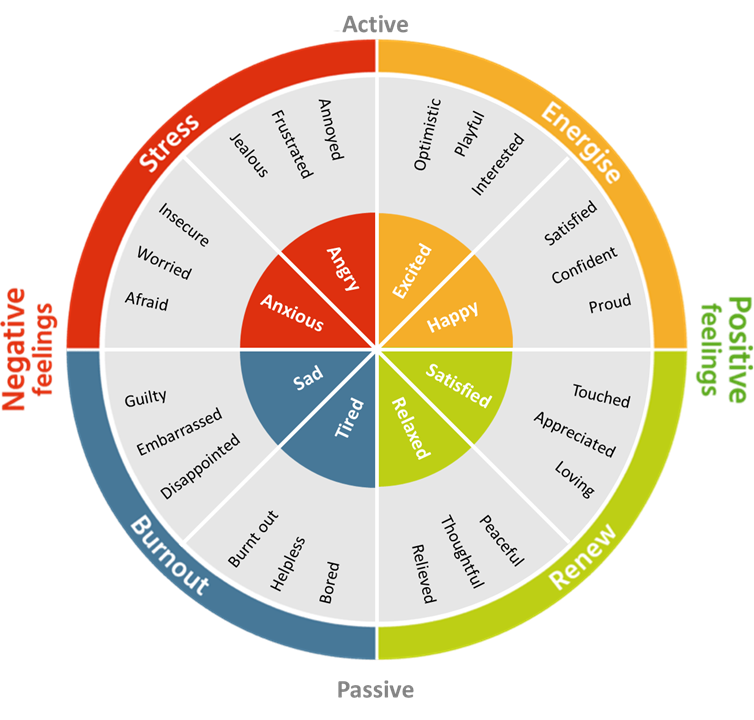 Active
Stress
Energise
Jealous
Frustrated
Annoyed
Optimistic
Playful
Interested
Insecure
Worried
Afraid
Satisfied
Confident
Proud
Angry
Anxious
Excited
Happy
Negative
feelings
Positive
feelings
Sad
Tired
Satisfied
Relaxed
Guilty
Embarrassed
Disappointed
Touched
Appreciated
Loving
Burnt out
Helpless
Bored
Relieved
Thoughtful
Peaceful
Burnout
Renew
Passive